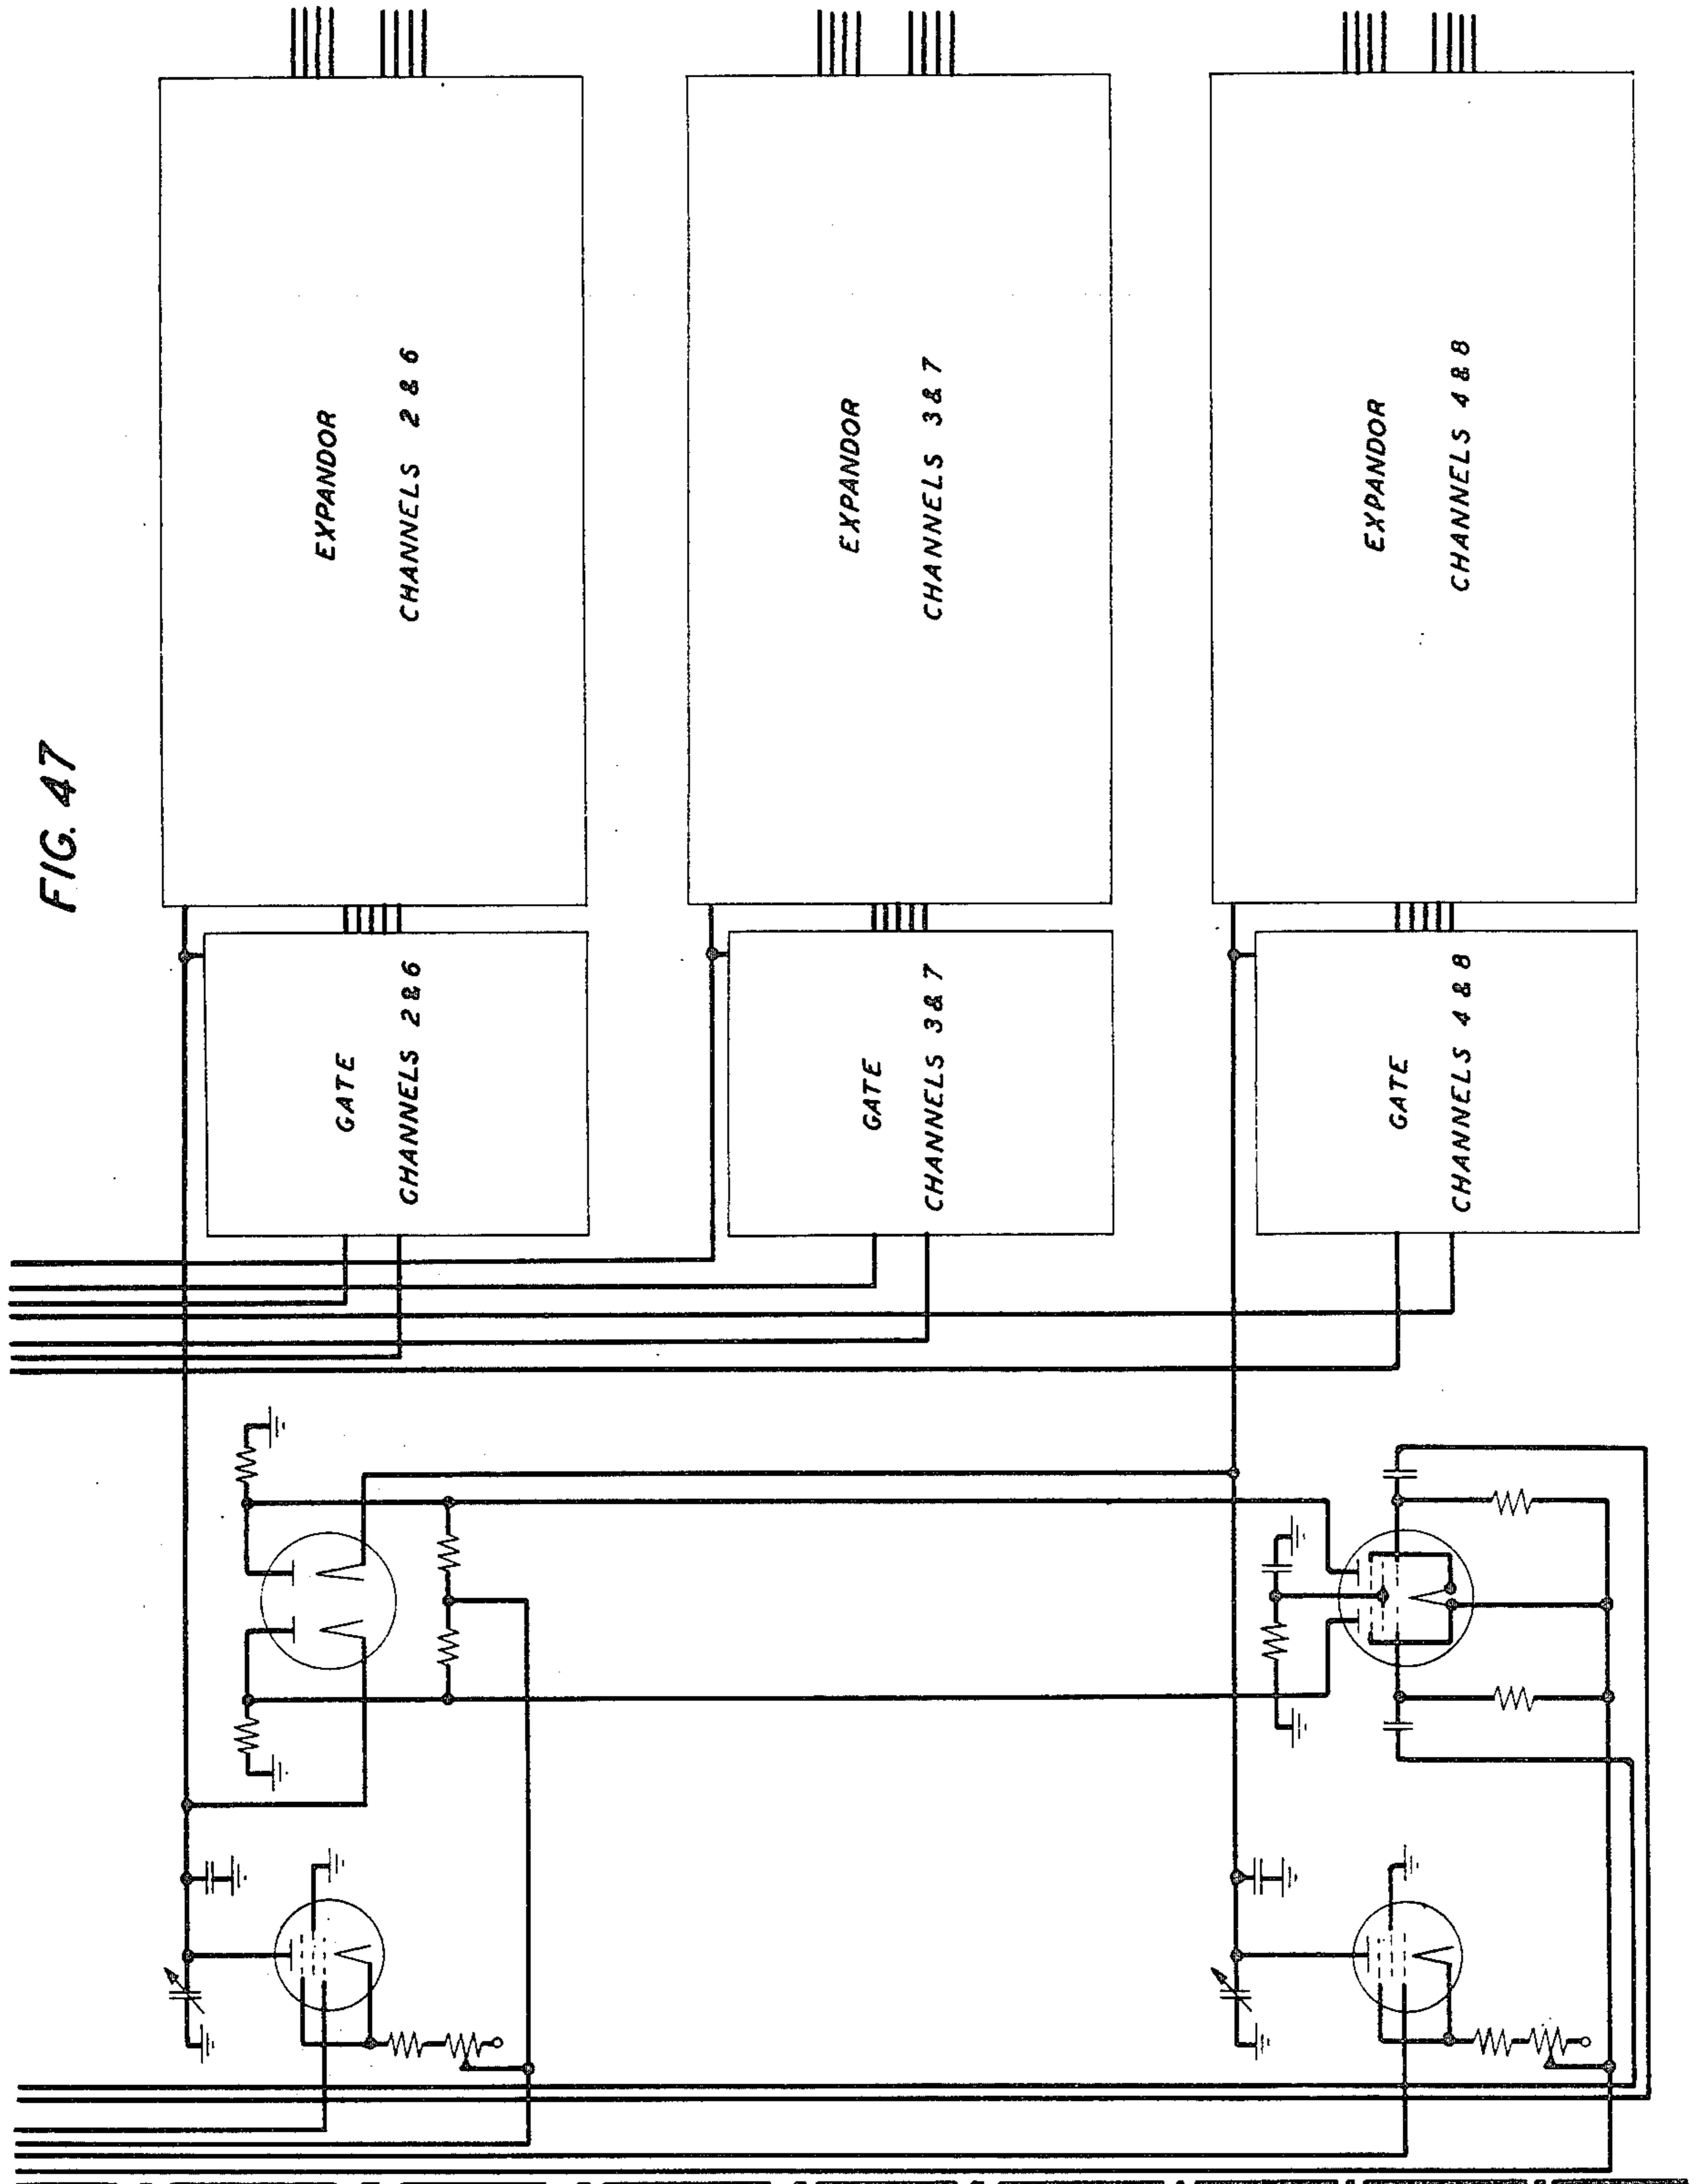 FIG. 47
EXPANDOR
CHANNELS 2 & 6
EXPANDOR
CHANNELS 3 & 7
EXPANDOR
CHANNELS 4 & 8
GATE
CHANNELS 2 & 6
GATE
CHANNELS 3 & 7
GATE
CHANNELS 4 & 8